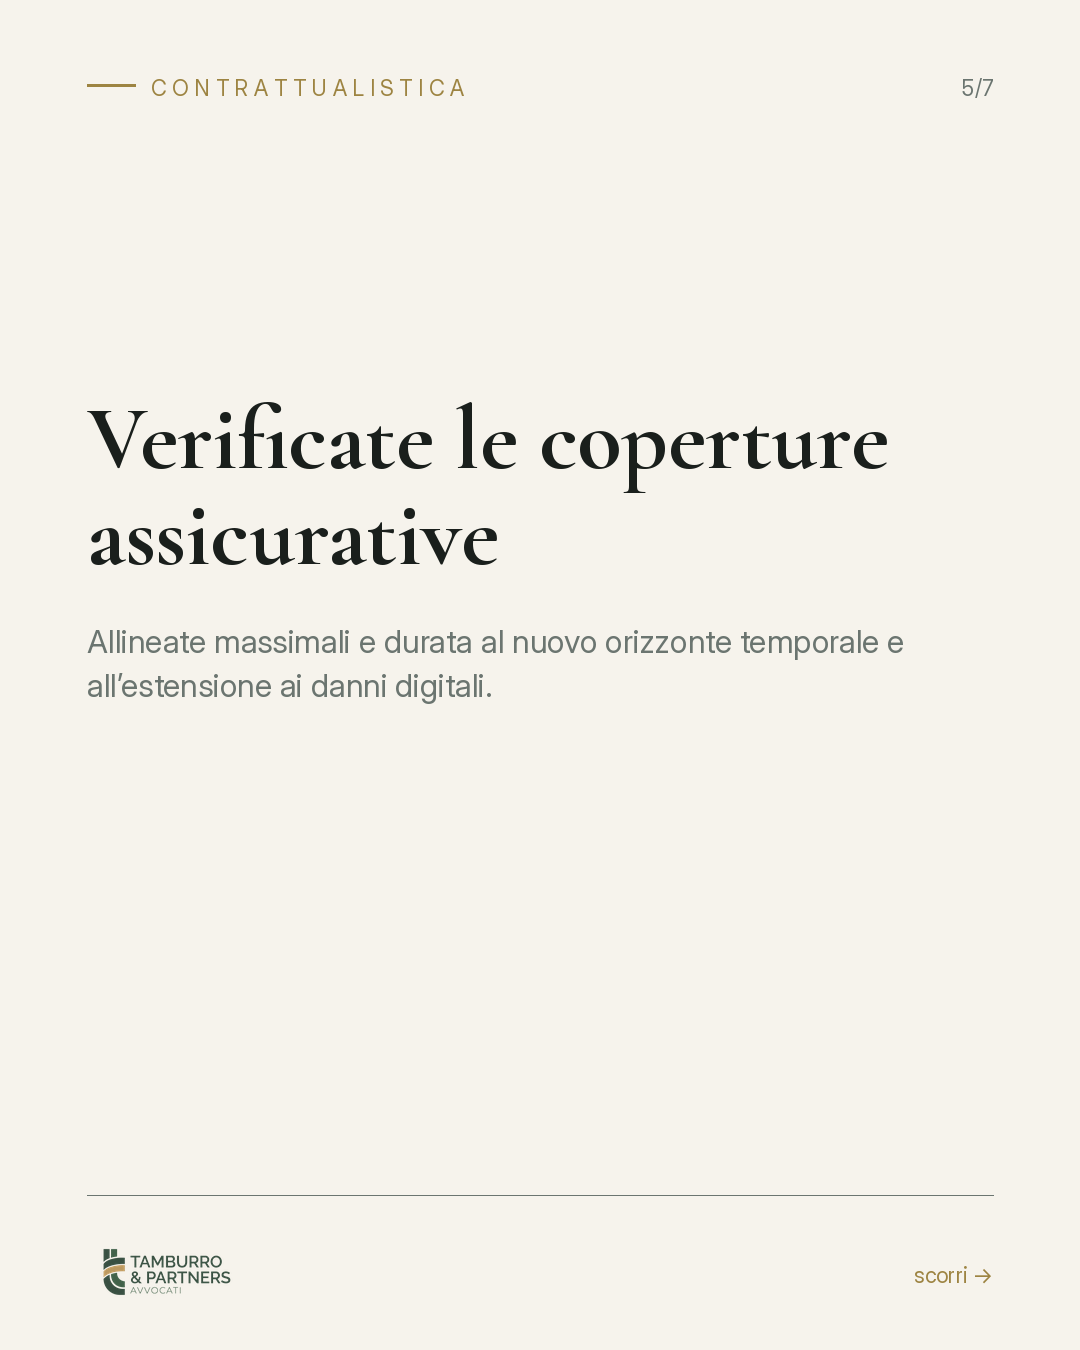 CONTRATTUALISTICA
5/7
Verificate le coperture
assicurative
Allineate massimali e durata al nuovo orizzonte temporale e
all’estensione ai danni digitali.
TAMBURRO
& PARTNERS
AVVOCATI
scorri →